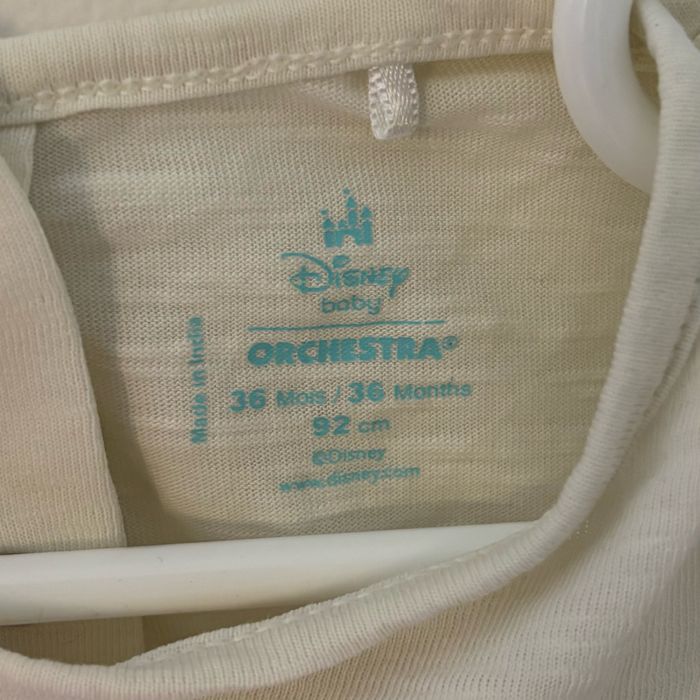 Disney
baby
ORCHESTRA®
36 Mois / 36 Months
92 cm
©Disney
www.disney.com
Made in India